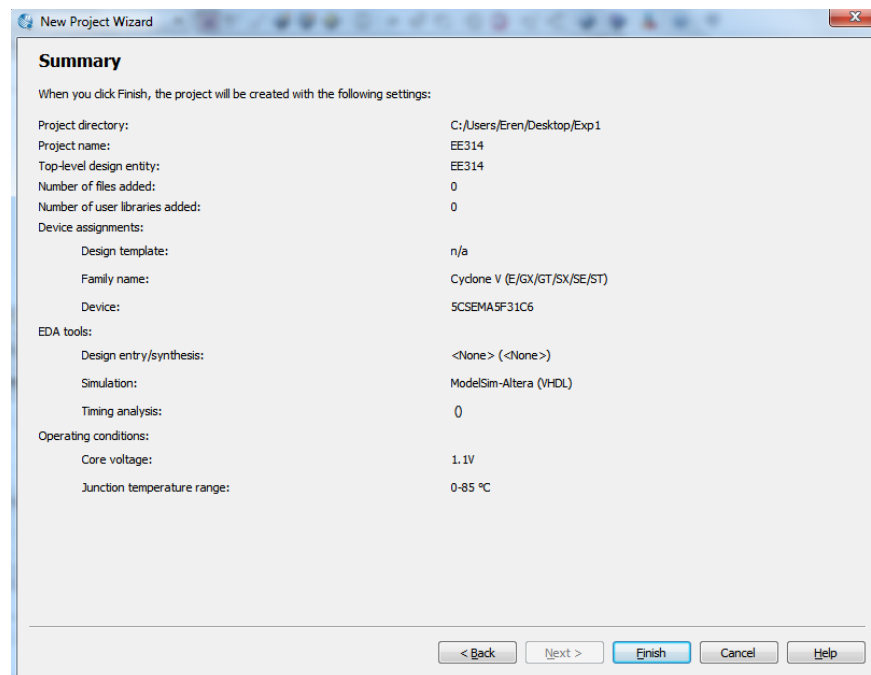 New Project Wizard
Summary
When you click Finish, the project will be created with the following settings:
Project directory: C:/Users/Eren/Desktop/Exp1
Project name: EE314
Top-level design entity: EE314
Number of files added: 0
Number of user libraries added: 0
Device assignments:
Design template: n/a
Family name: Cyclone V (E/GX/GT/SX/SE/ST)
Device: 5CSEMA5F31C6
EDA tools:
Design entry/synthesis: <None> (<None>)
Simulation: ModelSim-Altera (VHDL)
Timing analysis: ()
Operating conditions:
Core voltage: 1.1V
Junction temperature range: 0-85 ºC
< Back Next > Finish Cancel Help